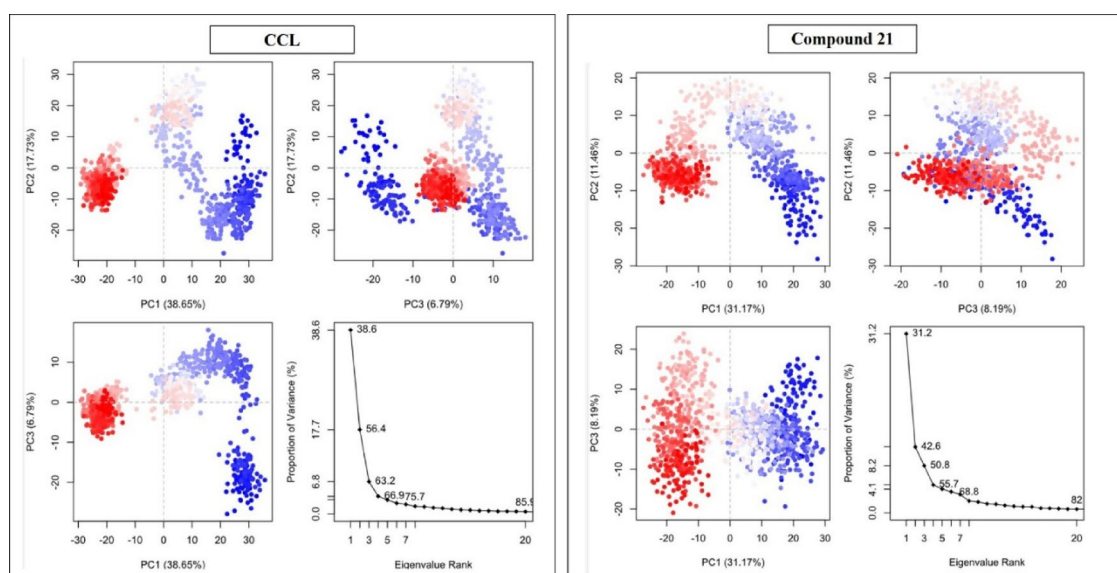 CCL
PC2 (17.73%)
30
20
10
0
-10
-20
-30 -20 -10 0 10 20 30
PC1 (38.65%)
PC2 (17.73%)
30
20
10
0
-10
-20
-20 -10 0 10
PC3 (6.79%)
PC3 (6.79%)
10
0
-10
-20
-30 -20 -10 0 10 20 30
PC1 (38.65%)
Proportion of Variance (%)
38.6
17.7
6.8
0.0
38.6
56.4
63.2
66.9
75.7
85.9
1 3 5 7 20
Eigenvalue Rank
Compound 21
PC2 (11.46%)
20
10
0
-10
-20
-30
-20 -10 0 10 20 30
PC1 (31.17%)
PC2 (11.46%)
20
10
0
-10
-20
-30
-20 -10 0 10 20
PC3 (8.19%)
PC3 (8.19%)
20
10
0
-10
-20
-20 -10 0 10 20 30
PC1 (31.17%)
Proportion of Variance (%)
31.2
8.2
4.1
0.0
31.2
42.6
50.8
55.7
68.8
82
1 3 5 7 20
Eigenvalue Rank